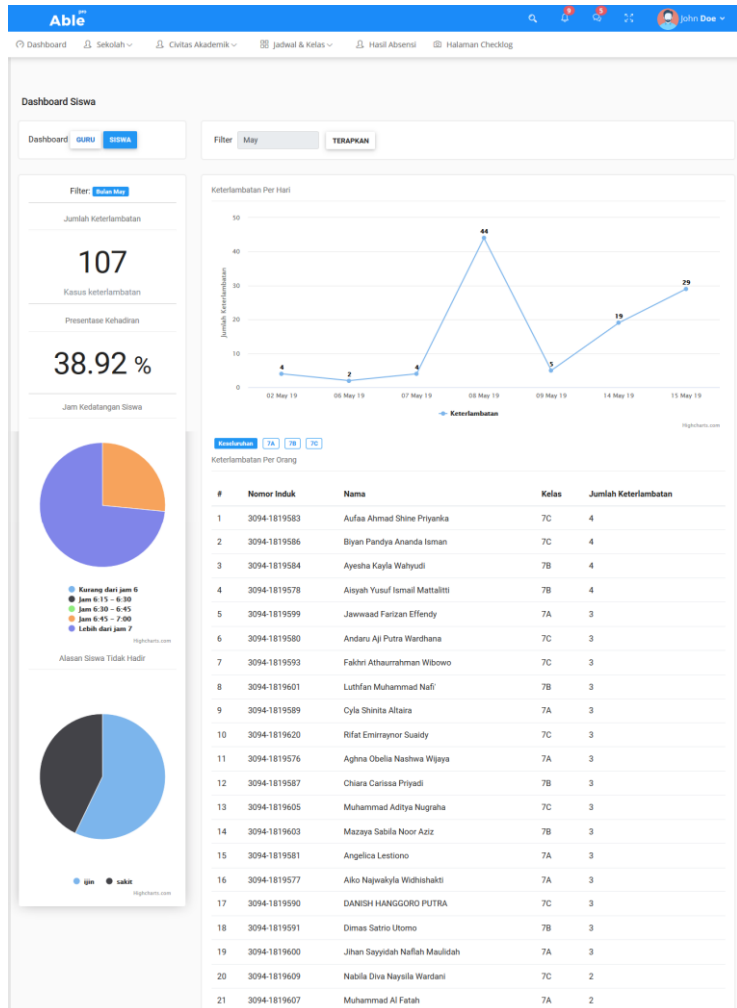 Able pro
9
5
John Doe
Dashboard Sekolah Civitas Akademik Jadwal & Kelas Hasil Absensi Halaman Checklog
Dashboard Siswa
Dashboard GURU SISWA
Filter May TERAPKAN
Filter: Bulan May
Jumlah Keterlambatan
107
Kasus keterlambatan
Presentase Kehadiran
38.92 %
Jam Kedatangan Siswa
Kurang dari jam 6
Jam 6:15 – 6:30
Jam 6:30 – 6:45
Jam 6:45 – 7:00
Lebih dari jam 7
Highcharts.com
Alasan Siswa Tidak Hadir
ijin sakit
Highcharts.com
Keterlambatan Per Hari
Jumlah Keterlambatan
50
40
30
20
10
0
4
2
4
44
5
19
29
02 May 19 06 May 19 07 May 19 08 May 19 09 May 19 14 May 19 15 May 19
Keterlambatan
Highcharts.com
Keseluruhan 7A 7B 7C
Keterlambatan Per Orang
# Nomor Induk Nama Kelas Jumlah Keterlambatan
1 3094-1819583 Aufaa Ahmad Shine Priyanka 7C 4
2 3094-1819586 Biyan Pandya Ananda Isman 7C 4
3 3094-1819584 Ayesha Kayla Wahyudi 7B 4
4 3094-1819578 Aisyah Yusuf Ismail Mattalitti 7B 4
5 3094-1819599 Jawwaad Farizan Effendy 7A 3
6 3094-1819580 Andaru Aji Putra Wardhana 7C 3
7 3094-1819593 Fakhri Athaurrahman Wibowo 7C 3
8 3094-1819601 Luthfan Muhammad Nafi' 7B 3
9 3094-1819589 Cyla Shinita Altaira 7A 3
10 3094-1819620 Rifat Emirraynor Suaidy 7C 3
11 3094-1819576 Aghna Obelia Nashwa Wijaya 7A 3
12 3094-1819587 Chiara Carissa Priyadi 7B 3
13 3094-1819605 Muhammad Aditya Nugraha 7C 3
14 3094-1819603 Mazaya Sabila Noor Aziz 7B 3
15 3094-1819581 Angelica Lestiono 7A 3
16 3094-1819577 Aiko Najwakyla Widhishakti 7A 3
17 3094-1819590 DANISH HANGGORO PUTRA 7C 3
18 3094-1819591 Dimas Satrio Utomo 7B 3
19 3094-1819600 Jihan Sayyidah Naflah Maulidah 7A 3
20 3094-1819609 Nabila Diva Naysila Wardani 7C 2
21 3094-1819607 Muhammad Al Fatah 7A 2